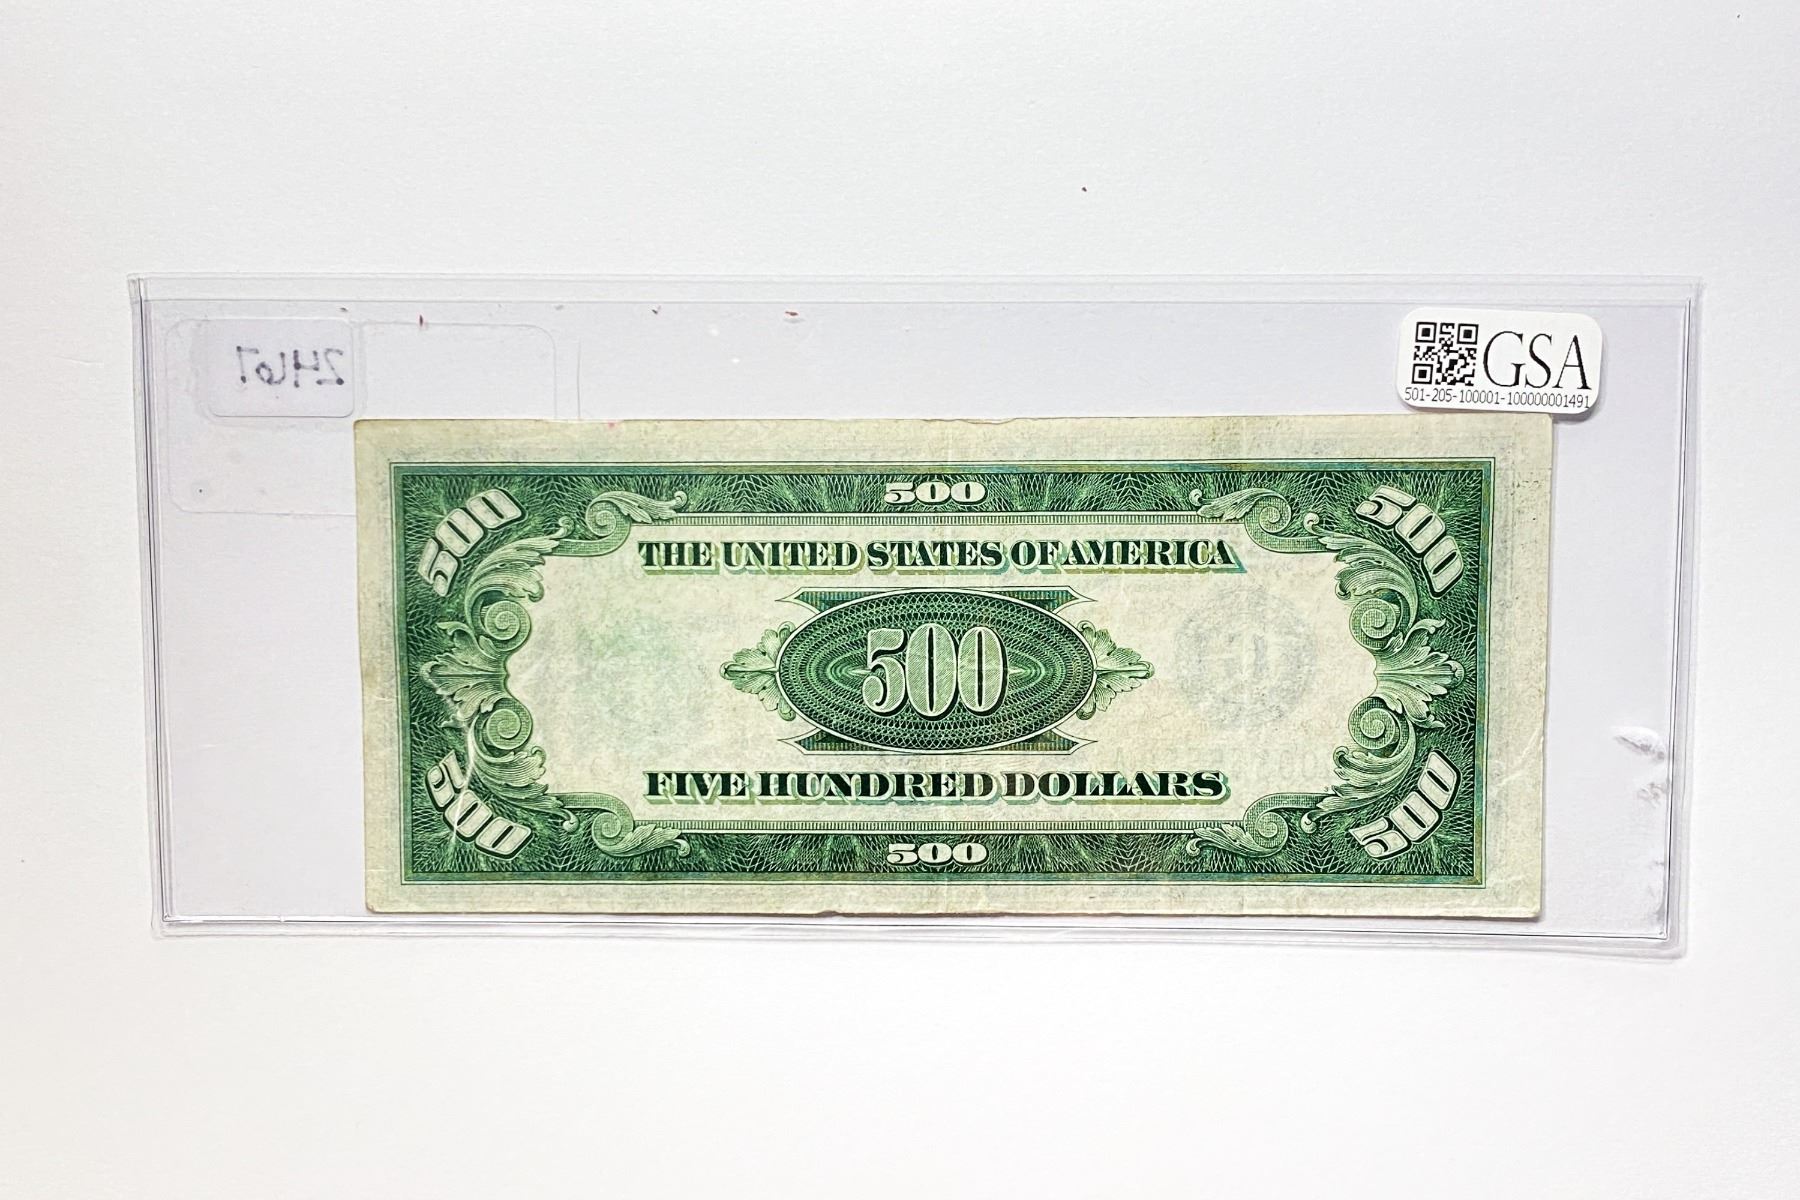 2467
GSA
501-205-100001-100000001491
500
500 500
THE UNITED STATES OF AMERICA
500
FIVE HUNDRED DOLLARS
500 500
500